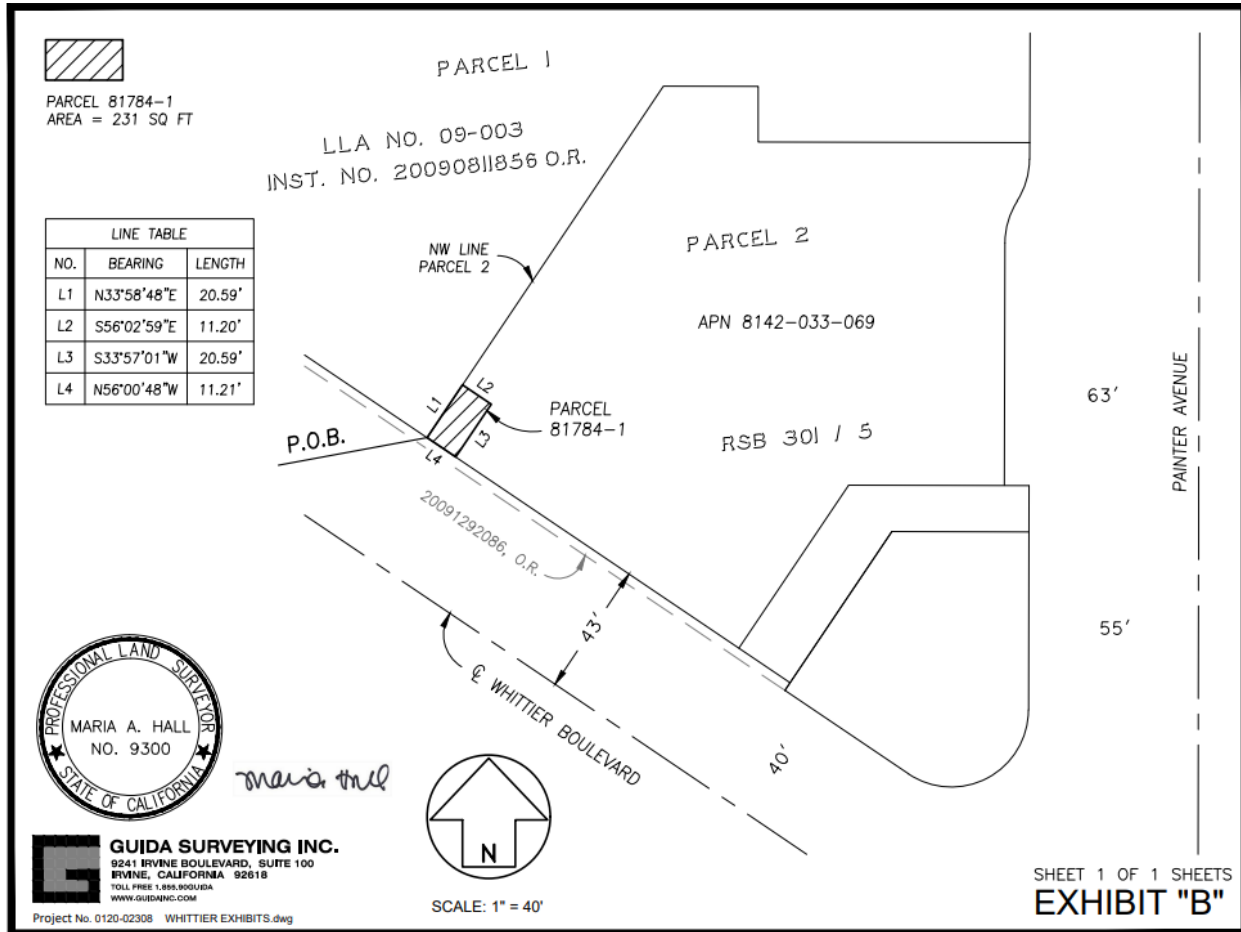 PARCEL 81784-1
AREA = 231 SQ FT
PARCEL 1
LLA NO. 09-003
INST. NO. 20090811856 O.R.
LINE TABLE
NO. BEARING LENGTH
L1 N33°58'48"E 20.59'
L2 S56°02'59"E 11.20'
L3 S33°57'01"W 20.59'
L4 N56°00'48"W 11.21'
NW LINE
PARCEL 2
PARCEL 2
APN 8142-033-069
RSB 301 / 5
L1
L2
L3
L4
PARCEL
81784-1
P.O.B.
20091292086, O.R.
43'
℄ WHITTIER BOULEVARD
40'
63'
55'
PAINTER AVENUE
PROFESSIONAL LAND SURVEYOR
MARIA A. HALL
NO. 9300
STATE OF CALIFORNIA
Maria Hall
N
SCALE: 1" = 40'
GUIDA SURVEYING INC.
9241 IRVINE BOULEVARD, SUITE 100
IRVINE, CALIFORNIA 92618
TOLL FREE 1.855.90GUIDA
WWW.GUIDAINC.COM
Project No. 0120-02308 WHITTIER EXHIBITS.dwg
SHEET 1 OF 1 SHEETS
EXHIBIT "B"